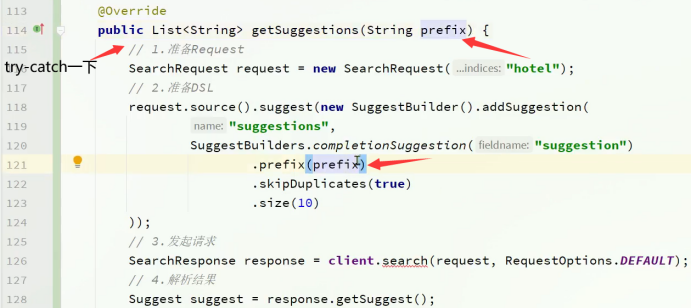 113 @Override
114 public List<String> getSuggestions(String prefix) {
115 // 1.准备Request
try-catch一下
116 SearchRequest request = new SearchRequest( ...indices: "hotel");
117 // 2.准备DSL
118 request.source().suggest(new SuggestBuilder().addSuggestion(
119 name: "suggestions",
120 SuggestBuilders.completionSuggestion( fieldname: "suggestion")
121 .prefix(prefix)
122 .skipDuplicates(true)
123 .size(10)
124 ));
125 // 3.发起请求
126 SearchResponse response = client.search(request, RequestOptions.DEFAULT);
127 // 4.解析结果
128 Suggest suggest = response.getSuggest();